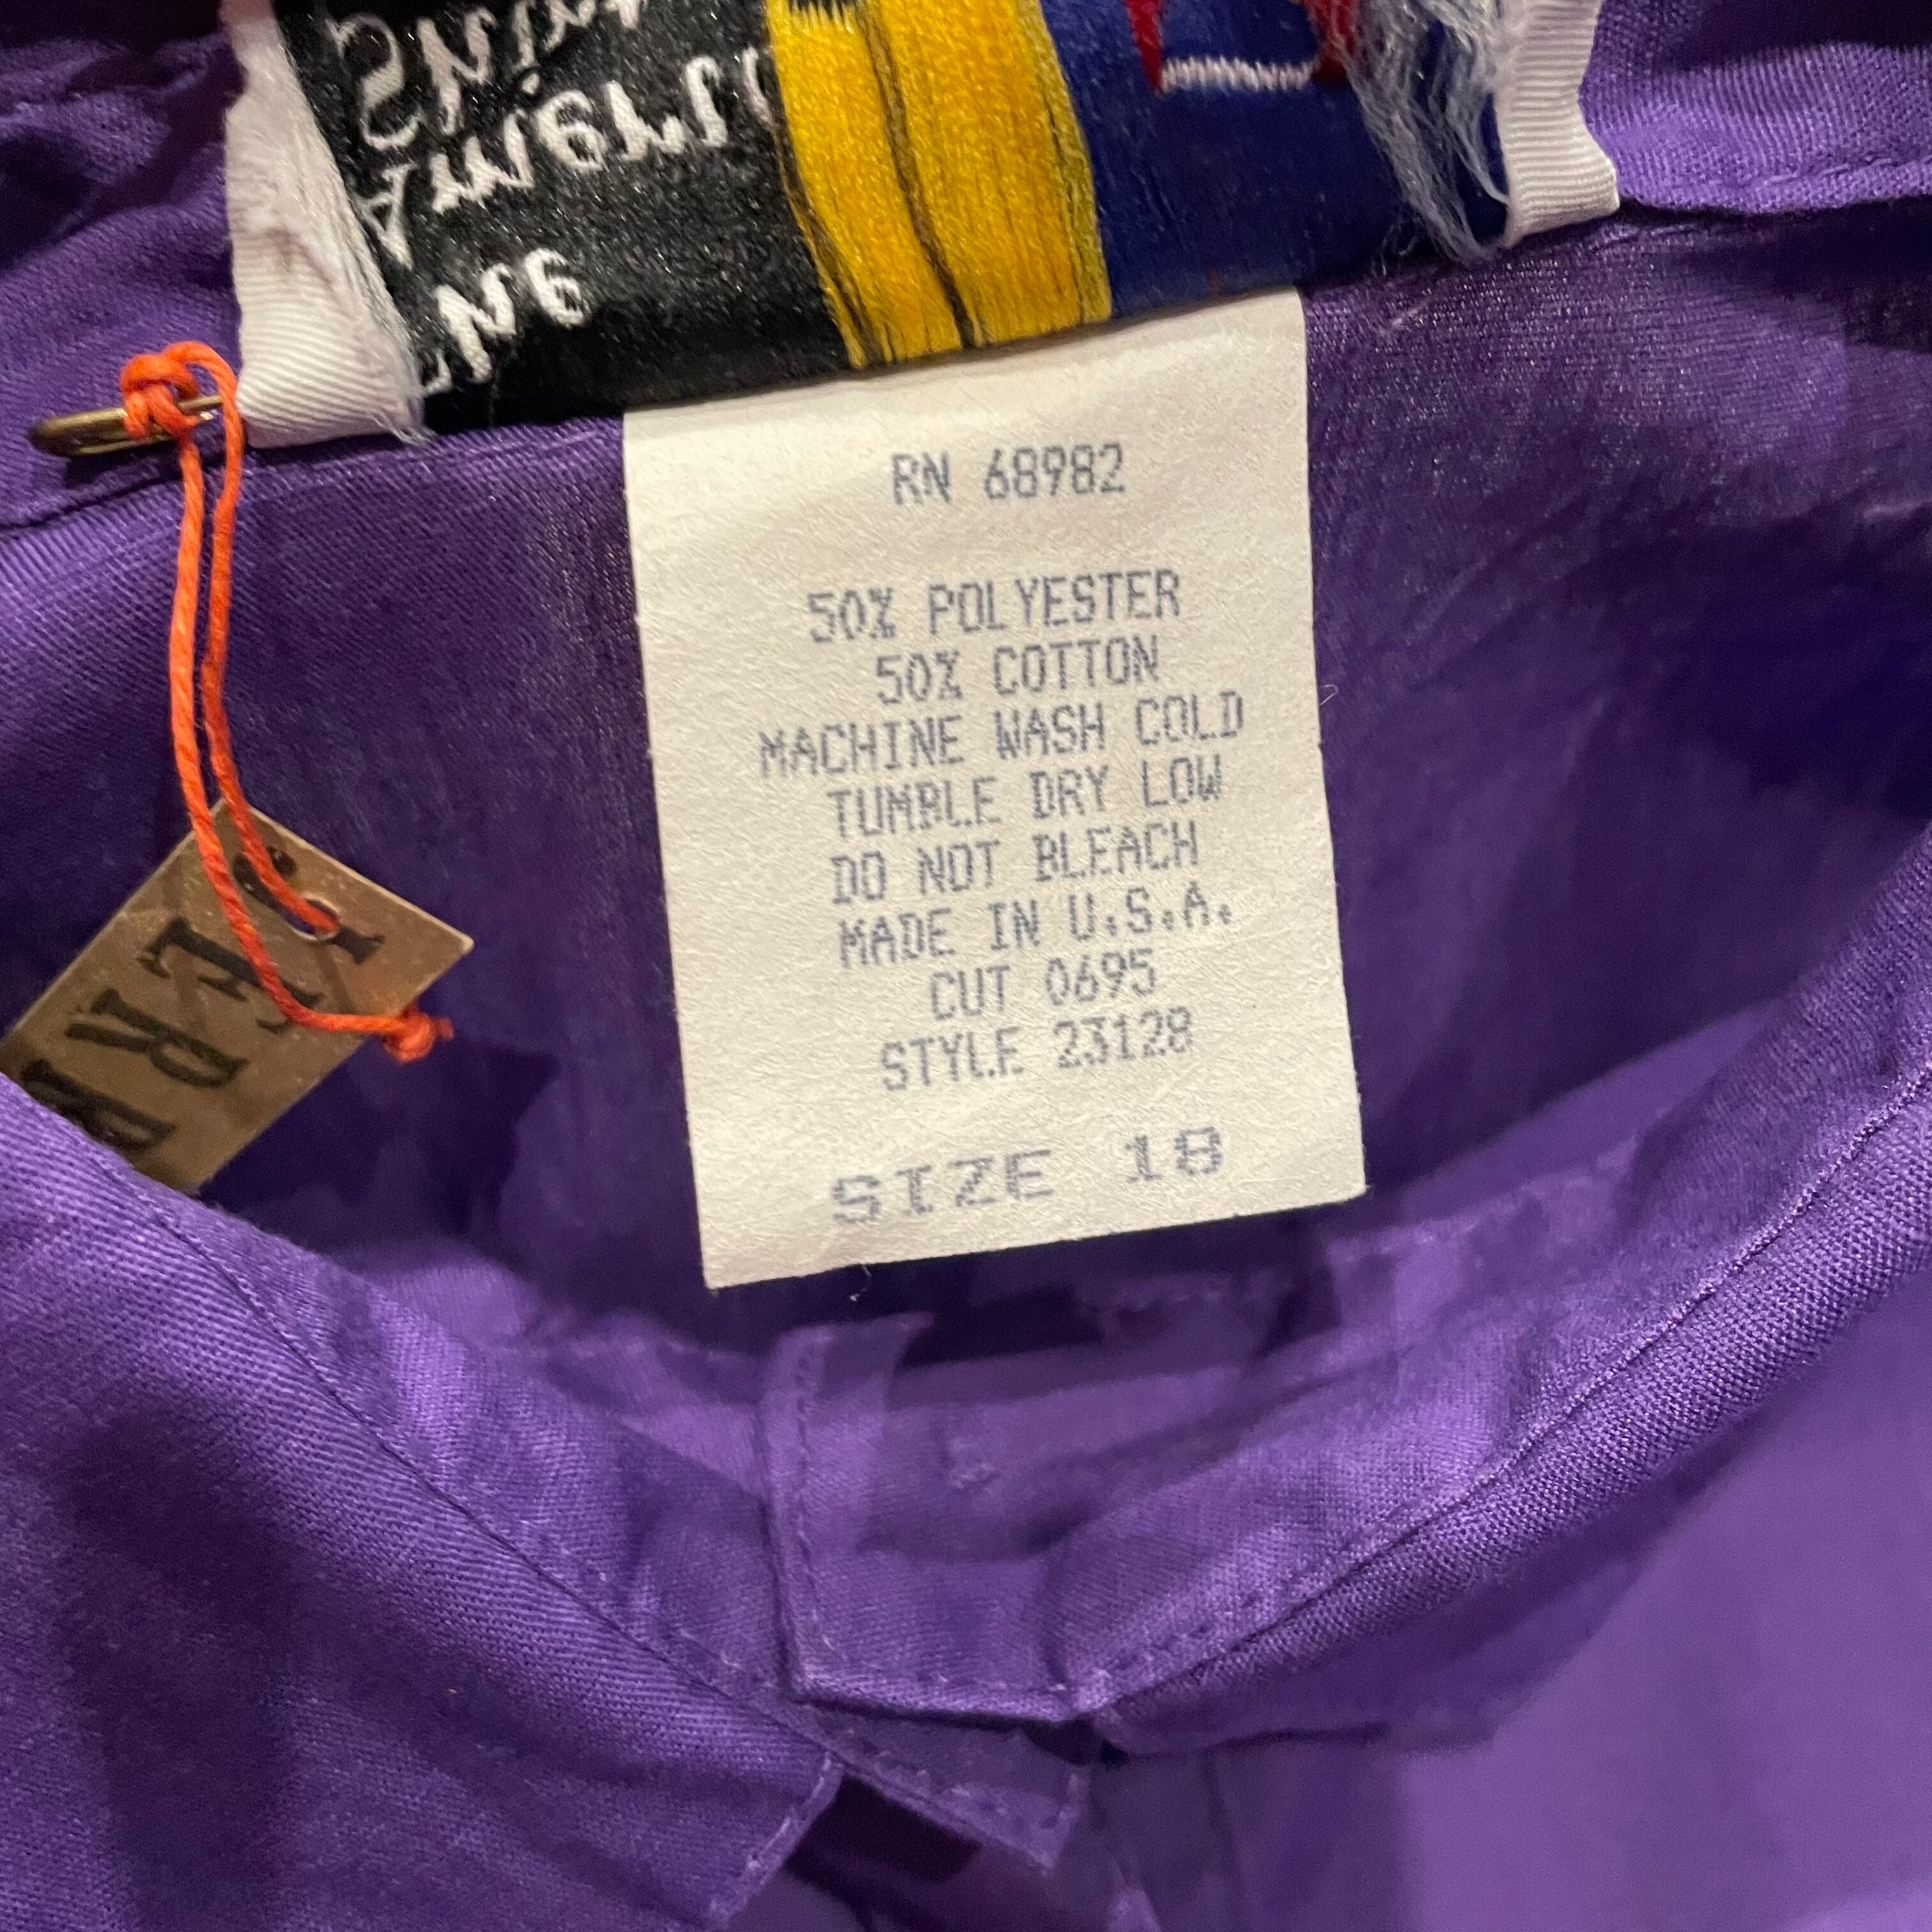 RN 68982
50% POLYESTER
50% COTTON
MACHINE WASH COLD
TUMBLE DRY LOW
DO NOT BLEACH
MADE IN U.S.A.
CUT 0695
STYLE 23128
SIZE 18